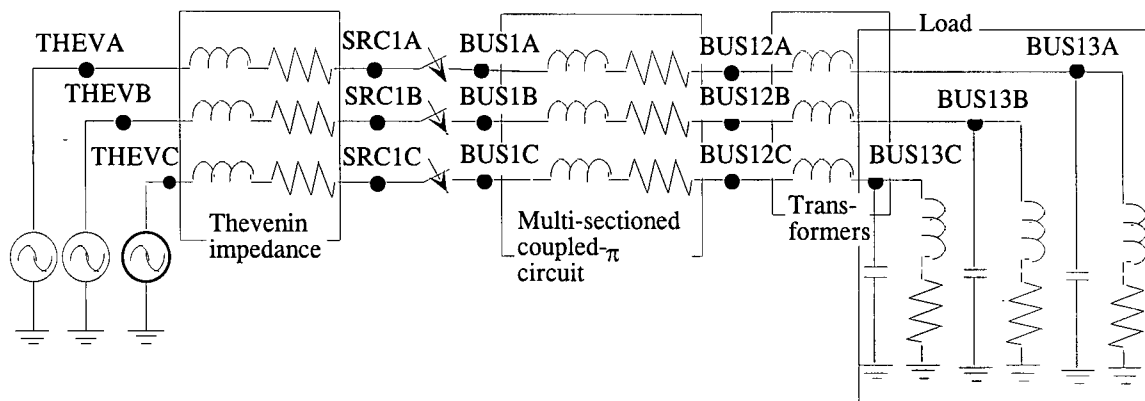 Load
THEVA
SRC1A
BUS1A
BUS12A
BUS13A
THEVB
SRC1B
BUS1B
BUS12B
BUS13B
THEVC
SRC1C
BUS1C
BUS12C
BUS13C
Thevenin
impedance
Multi-sectioned
coupled-π
circuit
Trans-
formers